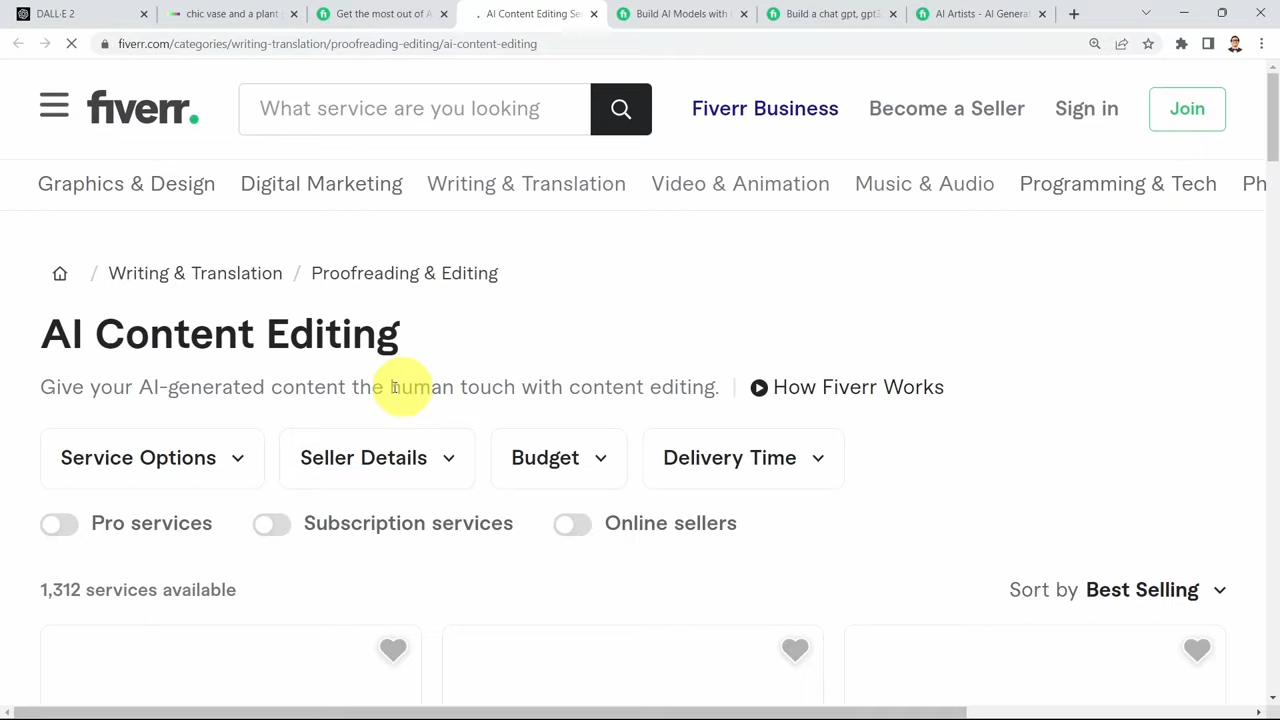 DALL·E 2
chic vase and a plant
Get the most out of A
AI Content Editing Se
Build AI Models with
Build a chat gpt, gpt3
AI Artists - AI Genera
fiverr.com/categories/writing-translation/proofreading-editing/ai-content-editing
fiverr.
What service are you looking
Fiverr Business
Become a Seller
Sign in
Join
Graphics & Design
Digital Marketing
Writing & Translation
Video & Animation
Music & Audio
Programming & Tech
Ph
/ Writing & Translation / Proofreading & Editing
AI Content Editing
Give your AI-generated content the human touch with content editing.
How Fiverr Works
Service Options
Seller Details
Budget
Delivery Time
Pro services
Subscription services
Online sellers
1,312 services available
Sort by Best Selling